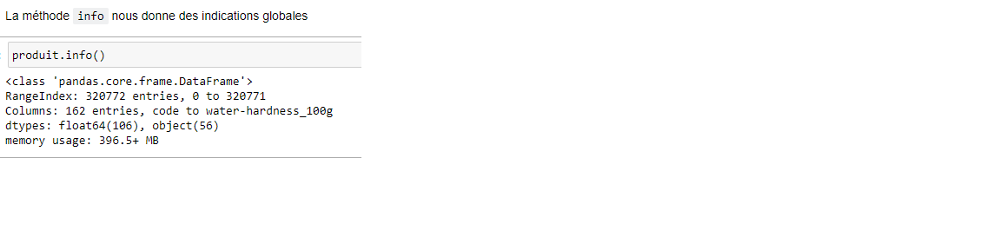 La méthode info nous donne des indications globales
produit.info()
<class 'pandas.core.frame.DataFrame'>
RangeIndex: 320772 entries, 0 to 320771
Columns: 162 entries, code to water-hardness_100g
dtypes: float64(106), object(56)
memory usage: 396.5+ MB